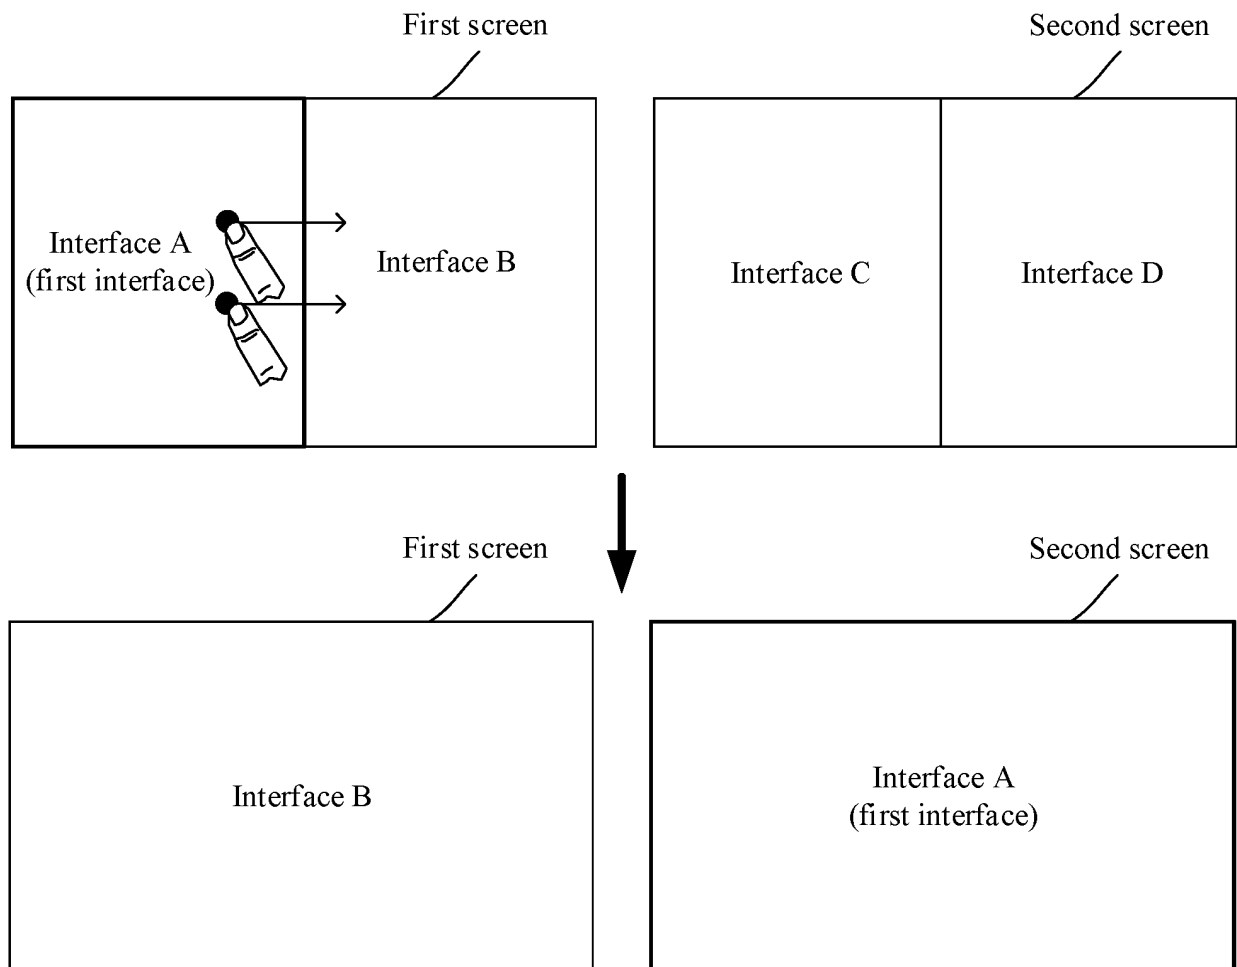 First screen
Second screen
Interface A
(first interface)
Interface B
Interface C
Interface D
First screen
Second screen
Interface B
Interface A
(first interface)